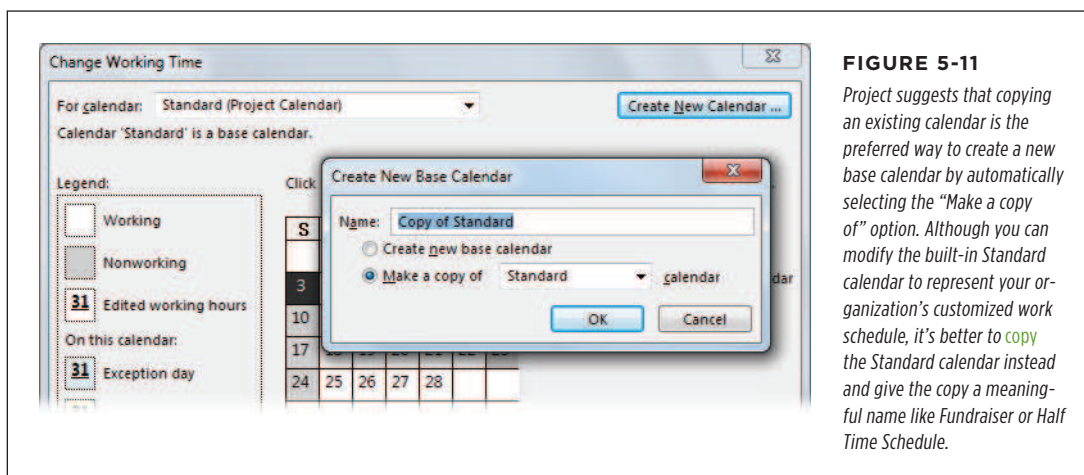 Change Working Time
For calendar: Standard (Project Calendar)
Create New Calendar ...
Calendar 'Standard' is a base calendar.
Legend:
Click
Working
Nonworking
31 Edited working hours
On this calendar:
31 Exception day
S
3
10
17
24 25 26 27 28
dar
Create New Base Calendar
Name: Copy of Standard
Create new base calendar
Make a copy of Standard calendar
OK Cancel
FIGURE 5-11
Project suggests that copying
an existing calendar is the
preferred way to create a new
base calendar by automatically
selecting the “Make a copy
of” option. Although you can
modify the built-in Standard
calendar to represent your or-
ganization’s customized work
schedule, it’s better to copy
the Standard calendar instead
and give the copy a meaning-
ful name like Fundraiser or Half
Time Schedule.